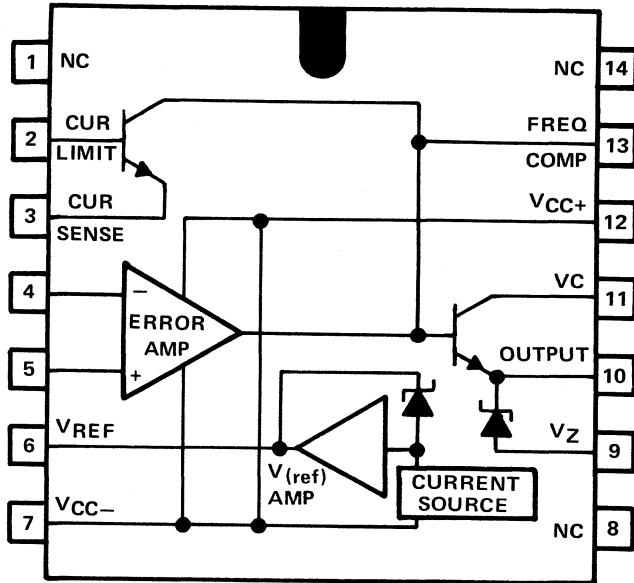 1 NC
NC 14
2 CUR
LIMIT
FREQ 13
COMP
3 CUR
SENSE
VCC+ 12
4 −
ERROR
AMP
VC 11
5 +
OUTPUT 10
6 VREF
V(ref)
AMP
VZ 9
CURRENT
SOURCE
7 VCC−
NC 8